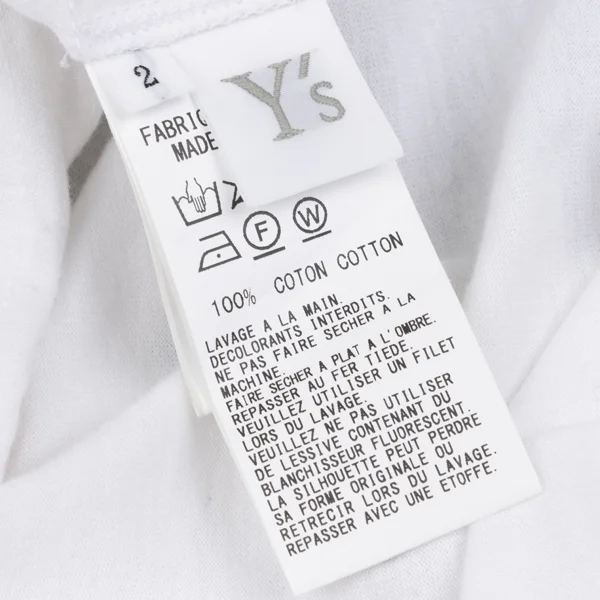 2
Y's
FABRIC
MADE
F
W
100% COTON COTTON
LAVAGE A LA MAIN.
DECOLORANTS INTERDITS.
NE PAS FAIRE SECHER A LA
MACHINE.
FAIRE SECHER A PLAT A L'OMBRE.
REPASSER AU FER TIEDE.
VEUILLEZ UTILISER UN FILET
LORS DU LAVAGE.
VEUILLEZ NE PAS UTILISER
DE LESSIVE CONTENANT DU
BLANCHISSEUR FLUORESCENT.
LA SILHOUETTE PEUT PERDRE
SA FORME ORIGINALE OU
RETRECIR LORS DU LAVAGE.
REPASSER AVEC UNE ETOFFE.